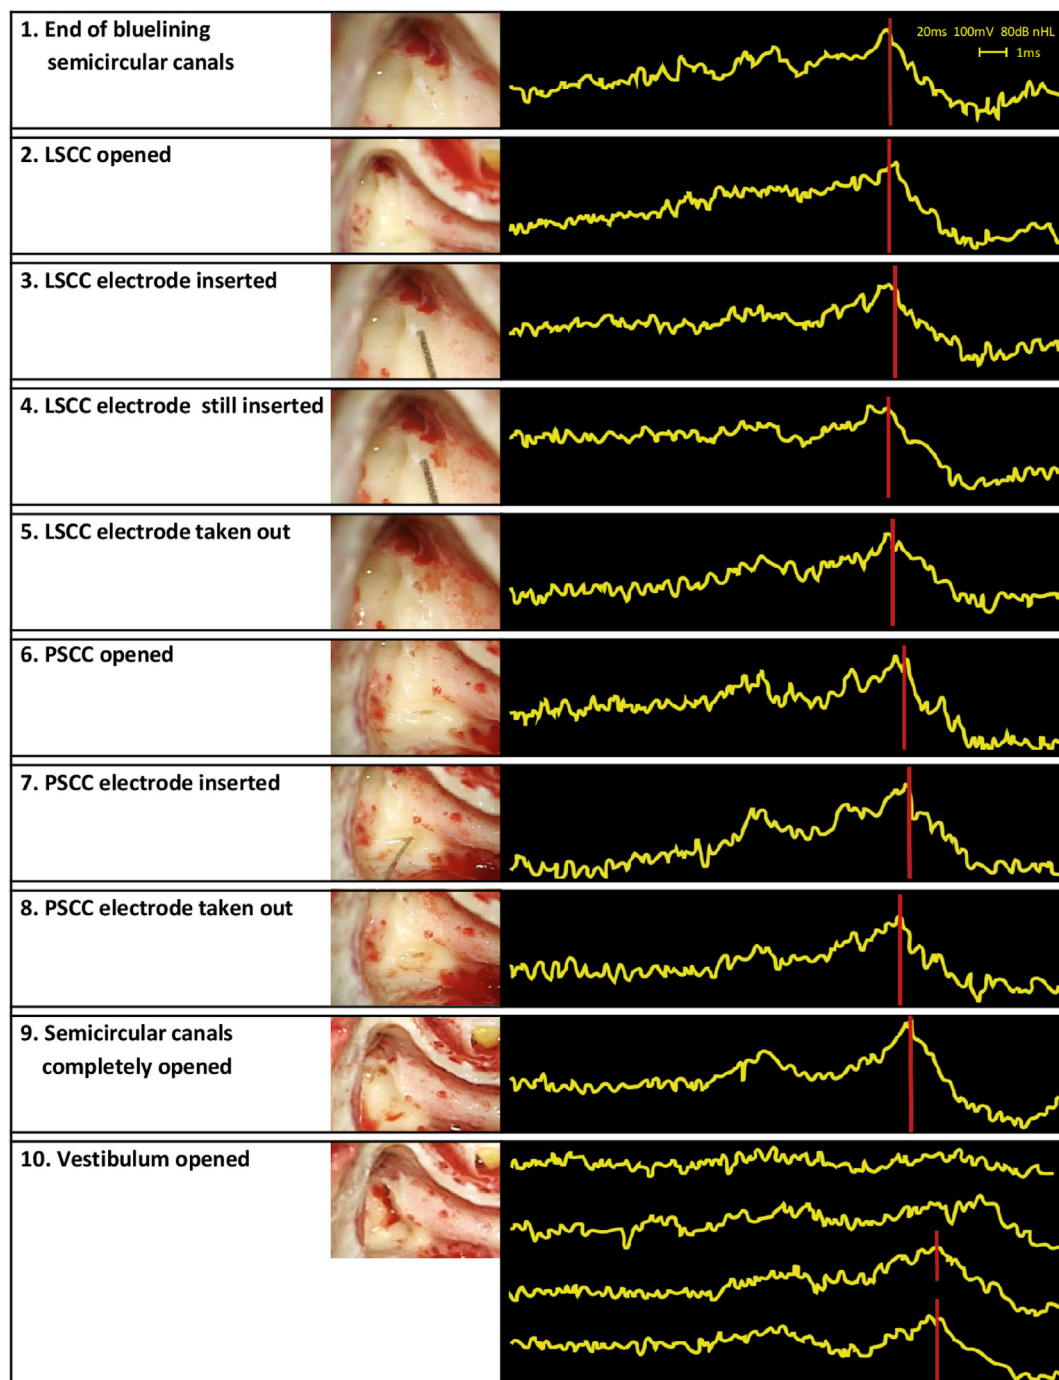 1. End of bluelining
semicircular canals
20ms 100mV 80dB nHL
1ms
2. LSCC opened
3. LSCC electrode inserted
4. LSCC electrode still inserted
5. LSCC electrode taken out
6. PSCC opened
7. PSCC electrode inserted
8. PSCC electrode taken out
9. Semicircular canals
completely opened
10. Vestibulum opened